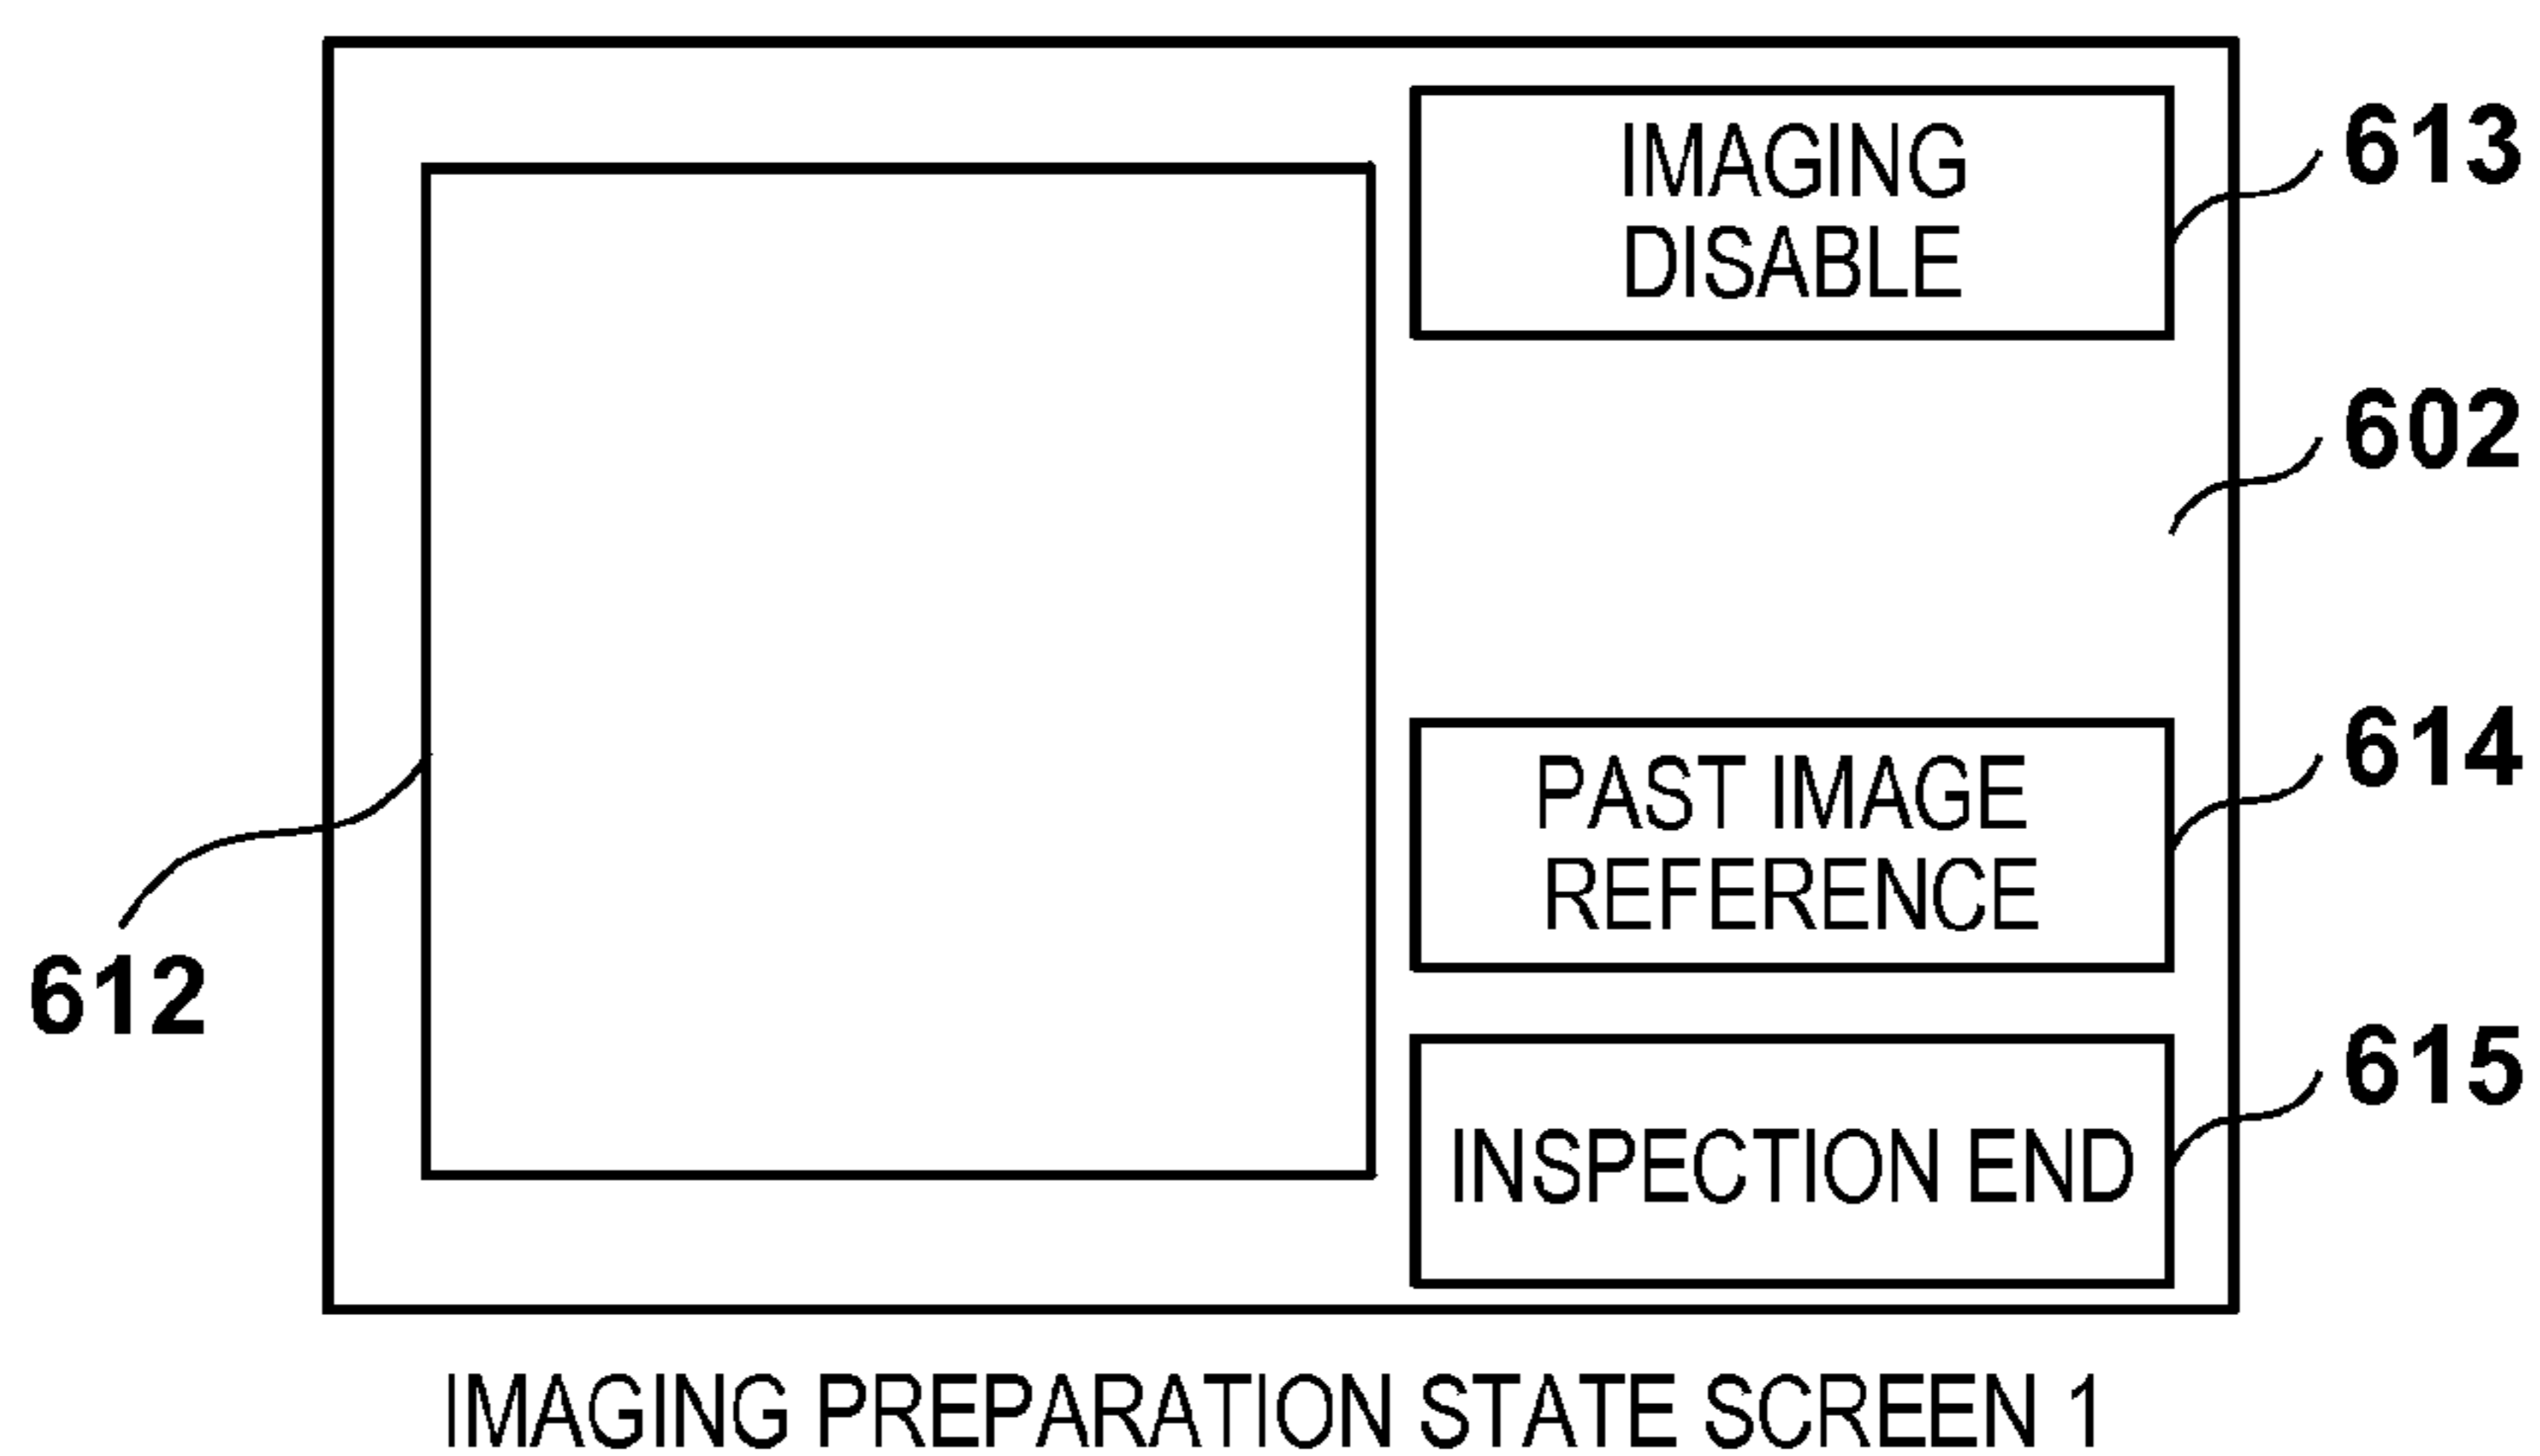 IMAGING
DISABLE
613
602
PAST IMAGE
REFERENCE
614
612
INSPECTION END
615
IMAGING PREPARATION STATE SCREEN 1